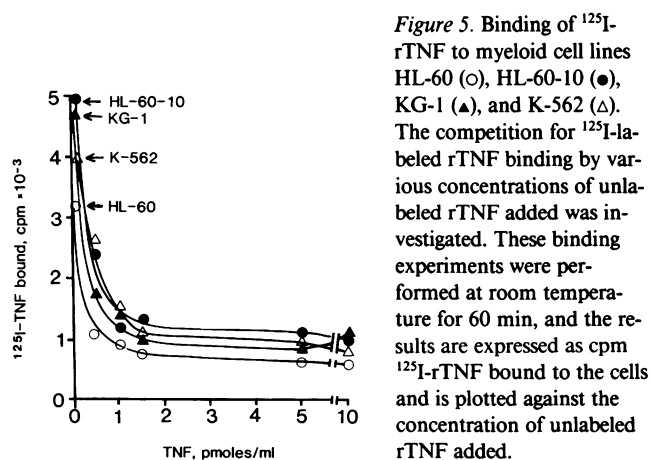 Figure 5. Binding of ¹²⁵I-
rTNF to myeloid cell lines
HL-60 (○), HL-60-10 (●),
KG-1 (▲), and K-562 (△).
The competition for ¹²⁵I-la-
beled rTNF binding by var-
ious concentrations of unla-
beled rTNF added was in-
vestigated. These binding
experiments were per-
formed at room tempera-
ture for 60 min, and the re-
sults are expressed as cpm
¹²⁵I-rTNF bound to the cells
and is plotted against the
concentration of unlabeled
rTNF added.
¹²⁵I-TNF bound, cpm •10⁻³
5
4
3
2
1
0
HL-60-10
KG-1
K-562
HL-60
0 1 2 3 4 5 10
TNF, pmoles/ml